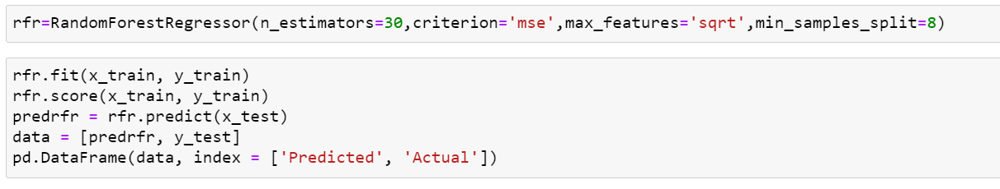 rfr=RandomForestRegressor(n_estimators=30,criterion='mse',max_features='sqrt',min_samples_split=8)
rfr.fit(x_train, y_train)
rfr.score(x_train, y_train)
predrfr = rfr.predict(x_test)
data = [predrfr, y_test]
pd.DataFrame(data, index = ['Predicted', 'Actual'])